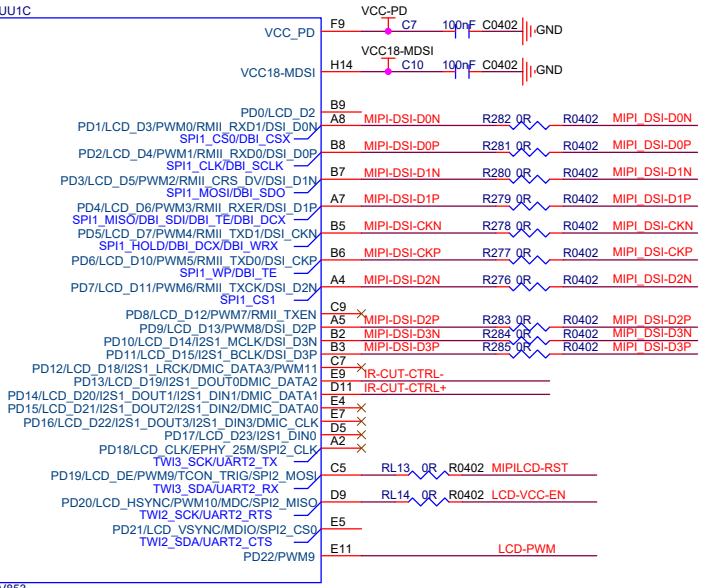 UU1C
VCC_PD F9 VCC-PD C7 100nF C0402 GND
VCC18-MDSI H14 VCC18-MDSI C10 100nF C0402 GND
PD0/LCD_D2 B9
PD1/LCD_D3/PWM0/RMII_RXD1/DSI_D0N A8 MIPI-DSI-D0N R282 0R R0402 MIPI_DSI-D0N
SPI1_CS0/DBI_CSX
PD2/LCD_D4/PWM1/RMII_RXD0/DSI_D0P B8 MIPI-DSI-D0P R281 0R R0402 MIPI_DSI-D0P
SPI1_CLK/DBI_SCLK
PD3/LCD_D5/PWM2/RMII_CRS_DV/DSI_D1N B7 MIPI-DSI-D1N R280 0R R0402 MIPI_DSI-D1N
SPI1_MOSI/DBI_SDO
PD4/LCD_D6/PWM3/RMII_RXER/DSI_D1P A7 MIPI-DSI-D1P R279 0R R0402 MIPI_DSI-D1P
SPI1_MISO/DBI_SDI/DBI_TE/DBI_DCX
PD5/LCD_D7/PWM4/RMII_TXD1/DSI_CKN B5 MIPI-DSI-CKN R278 0R R0402 MIPI_DSI-CKN
SPI1_HOLD/DBI_DCX/DBI_WRX
PD6/LCD_D10/PWM5/RMII_TXD0/DSI_CKP B6 MIPI-DSI-CKP R277 0R R0402 MIPI_DSI-CKP
SPI1_WP/DBI_TE
PD7/LCD_D11/PWM6/RMII_TXCK/DSI_D2N A4 MIPI-DSI-D2N R276 0R R0402 MIPI_DSI-D2N
SPI1_CS1
PD8/LCD_D12/PWM7/RMII_TXEN C9
PD9/LCD_D13/PWM8/DSI_D2P A5 MIPI-DSI-D2P R283 0R R0402 MIPI_DSI-D2P
PD10/LCD_D14/I2S1_MCLK/DSI_D3N B2 MIPI-DSI-D3N R284 0R R0402 MIPI_DSI-D3N
PD11/LCD_D15/I2S1_BCLK/DSI_D3P B3 MIPI-DSI-D3P R285 0R R0402 MIPI_DSI-D3P
PD12/LCD_D18/I2S1_LRCK/DMIC_DATA3/PWM11 C7
PD13/LCD_D19/I2S1_DOUT0DMIC_DATA2 E9 IR-CUT-CTRL-
PD14/LCD_D20/I2S1_DOUT1/I2S1_DIN1/DMIC_DATA1 D11 IR-CUT-CTRL+
PD15/LCD_D21/I2S1_DOUT2/I2S1_DIN2/DMIC_DATA0 E4
PD16/LCD_D22/I2S1_DOUT3/I2S1_DIN3/DMIC_CLK E7
PD17/LCD_D23/I2S1_DIN0 D5
PD18/LCD_CLK/EPHY_25M/SPI2_CLK A2
TWI3_SCK/UART2_TX
PD19/LCD_DE/PWM9/TCON_TRIG/SPI2_MOSI C5 RL13 0R R0402 MIPILCD-RST
TWI3_SDA/UART2_RX
PD20/LCD_HSYNC/PWM10/MDC/SPI2_MISO D9 RL14 0R R0402 LCD-VCC-EN
TWI2_SCK/UART2_RTS
PD21/LCD_VSYNC/MDIO/SPI2_CS0 E5
TWI2_SDA/UART2_CTS
PD22/PWM9 E11 LCD-PWM